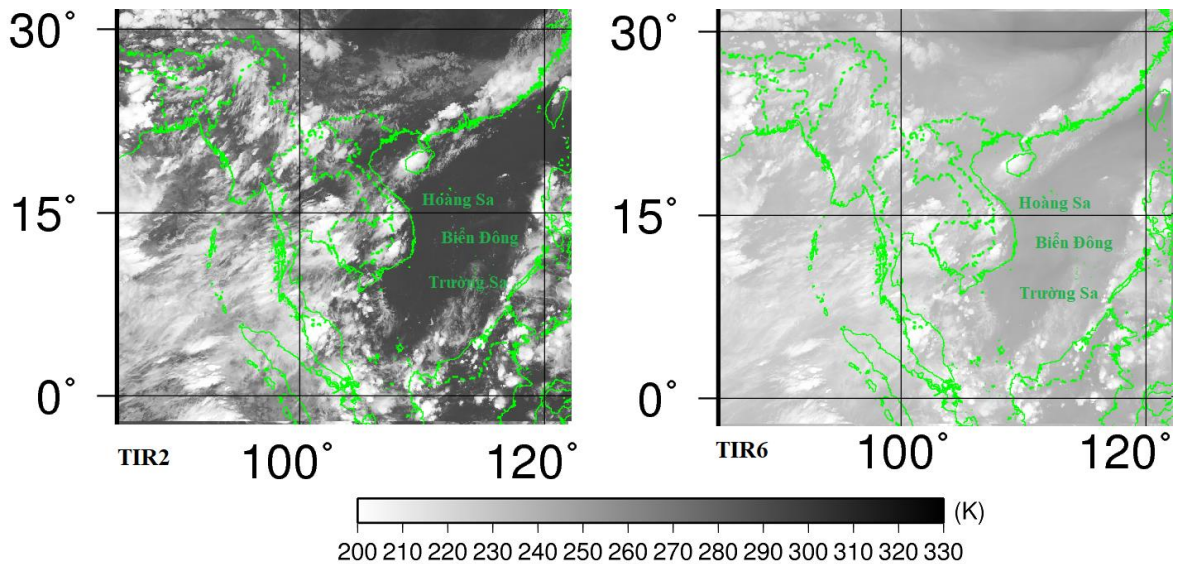 30°
15°
0°
Hoàng Sa
Biển Đông
Trường Sa
TIR2
100°
120°
30°
15°
0°
Hoàng Sa
Biển Đông
Trường Sa
TIR6
100°
120°
(K)
200 210 220 230 240 250 260 270 280 290 300 310 320 330